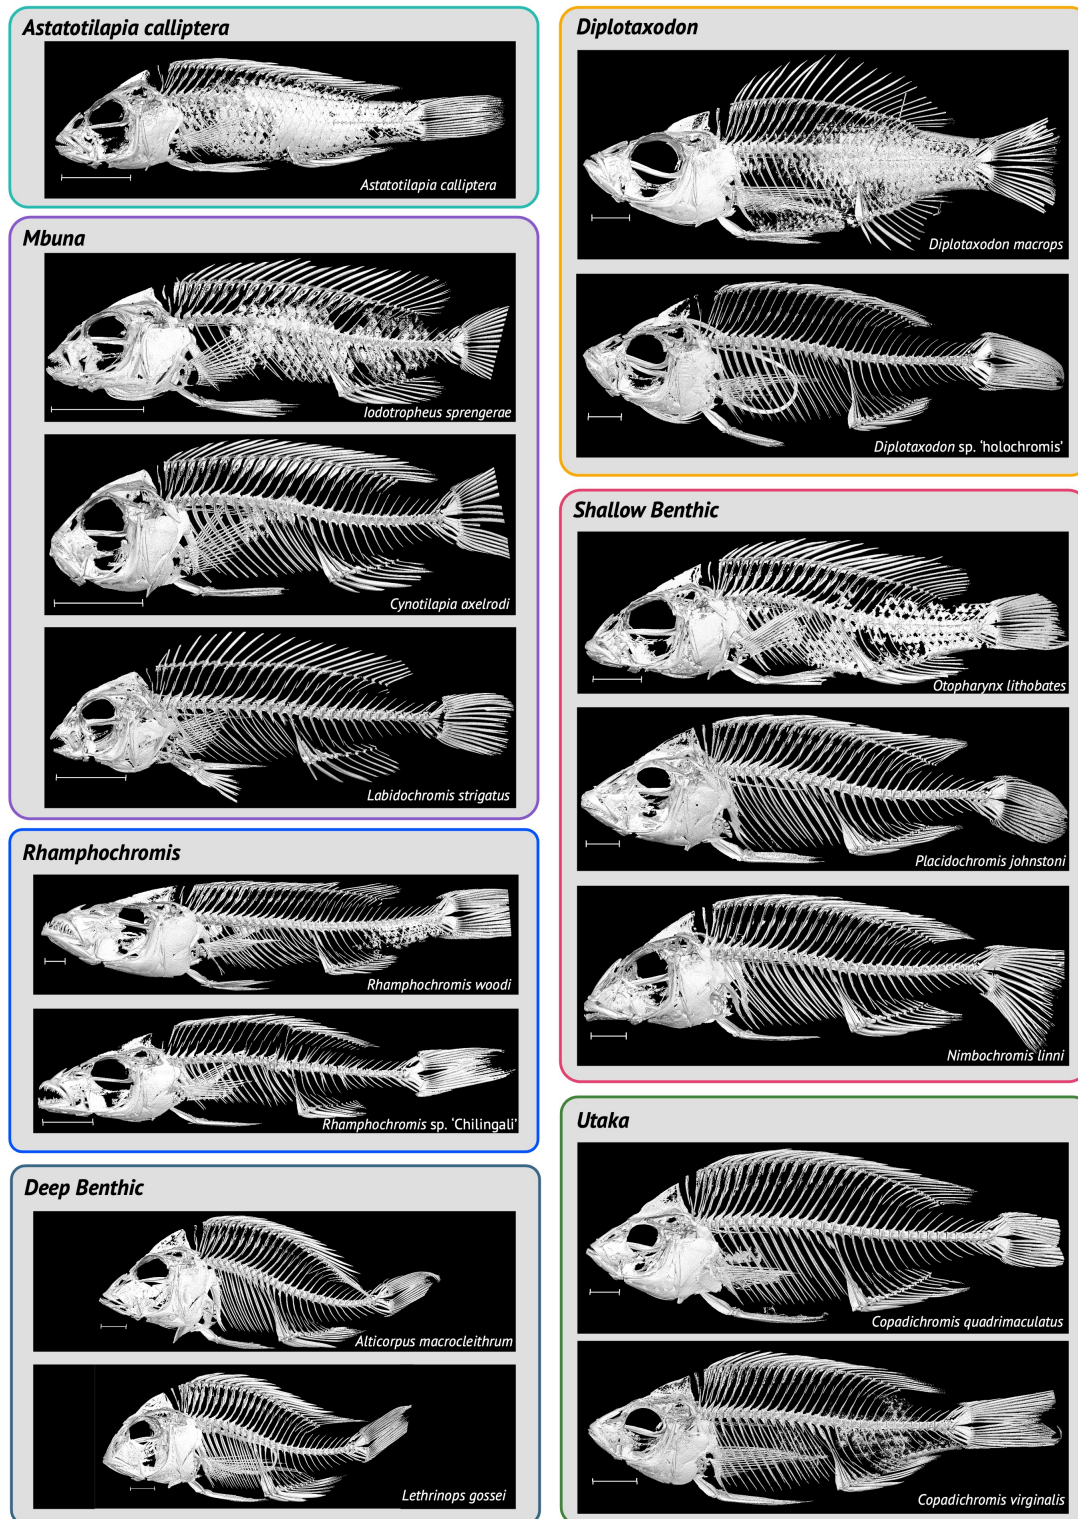 Astatotilapia calliptera
Astatotilapia calliptera
Mbuna
Iodotropheus sprengerae
Cynotilapia axelrodi
Labidochromis strigatus
Rhamphochromis
Rhamphochromis woodi
Rhamphochromis sp. ‘Chilingali’
Deep Benthic
Alticorpus macrocleithrum
Lethrinops gossei
Diplotaxodon
Diplotaxodon macrops
Diplotaxodon sp. ‘holochromis’
Shallow Benthic
Otopharynx lithobates
Placidochromis johnstoni
Nimbochromis linni
Utaka
Copadichromis quadrimaculatus
Copadichromis virginalis